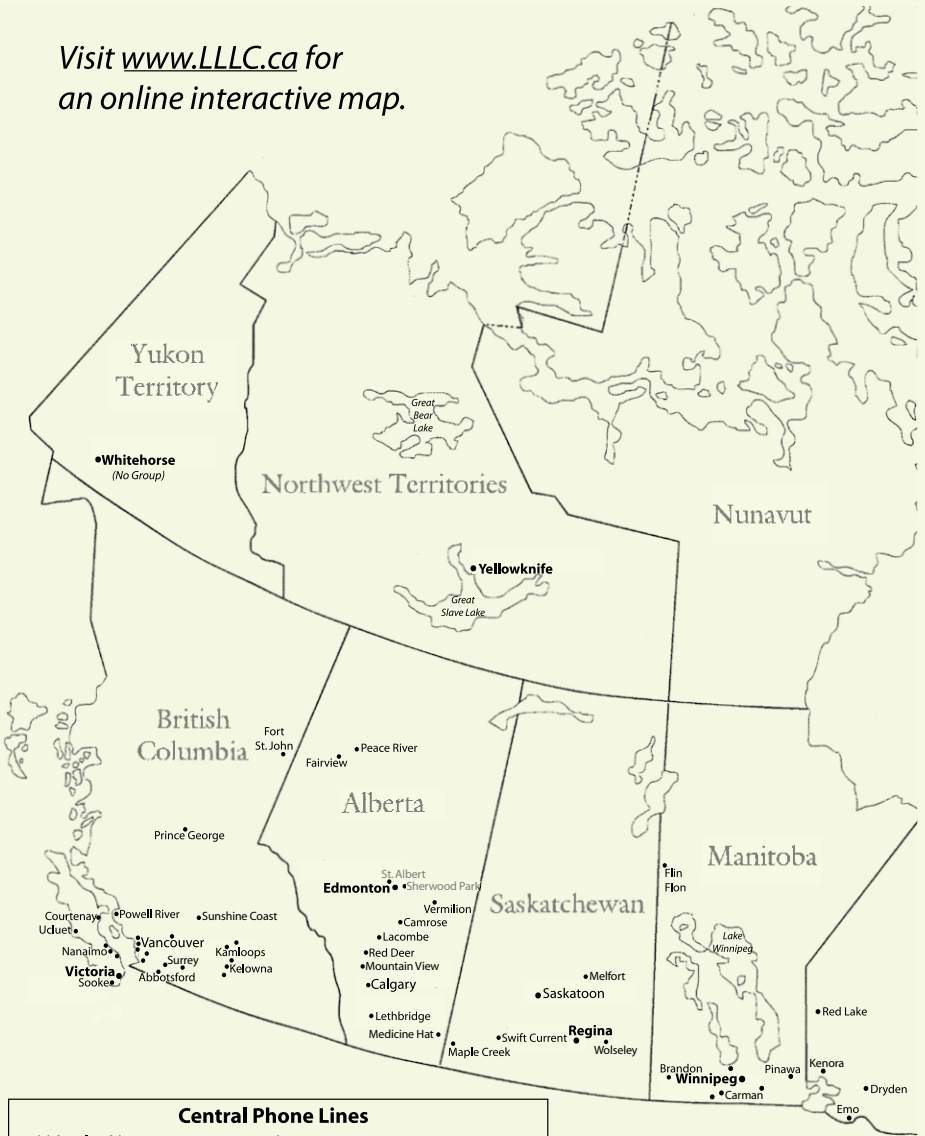 Visit www.LLLC.ca for
an online interactive map.
Yukon
Territory
Great
Bear
Lake
Whitehorse
(No Group)
Northwest Territories
Nunavut
Yellowknife
Great
Slave Lake
British
Columbia
Fort
St. John
Peace River
Fairview
Alberta
Prince George
Manitoba
Flin
Flon
St. Albert
Edmonton
Sherwood Park
Vermilion
Saskatchewan
Courtenay
Powell River
Sunshine Coast
Camrose
Ucluet
Lacombe
Lake
Winnipeg
Vancouver
Nanaimo
Kamloops
Red Deer
Surrey
Mountain View
Kelowna
Victoria
Abbotsford
Sooke
Melfort
Calgary
Saskatoon
Red Lake
Lethbridge
Medicine Hat
Regina
Swift Current
Maple Creek
Wolseley
Brandon
Winnipeg
Pinawa
Kenora
Carman
Dryden
Emo
Central Phone Lines